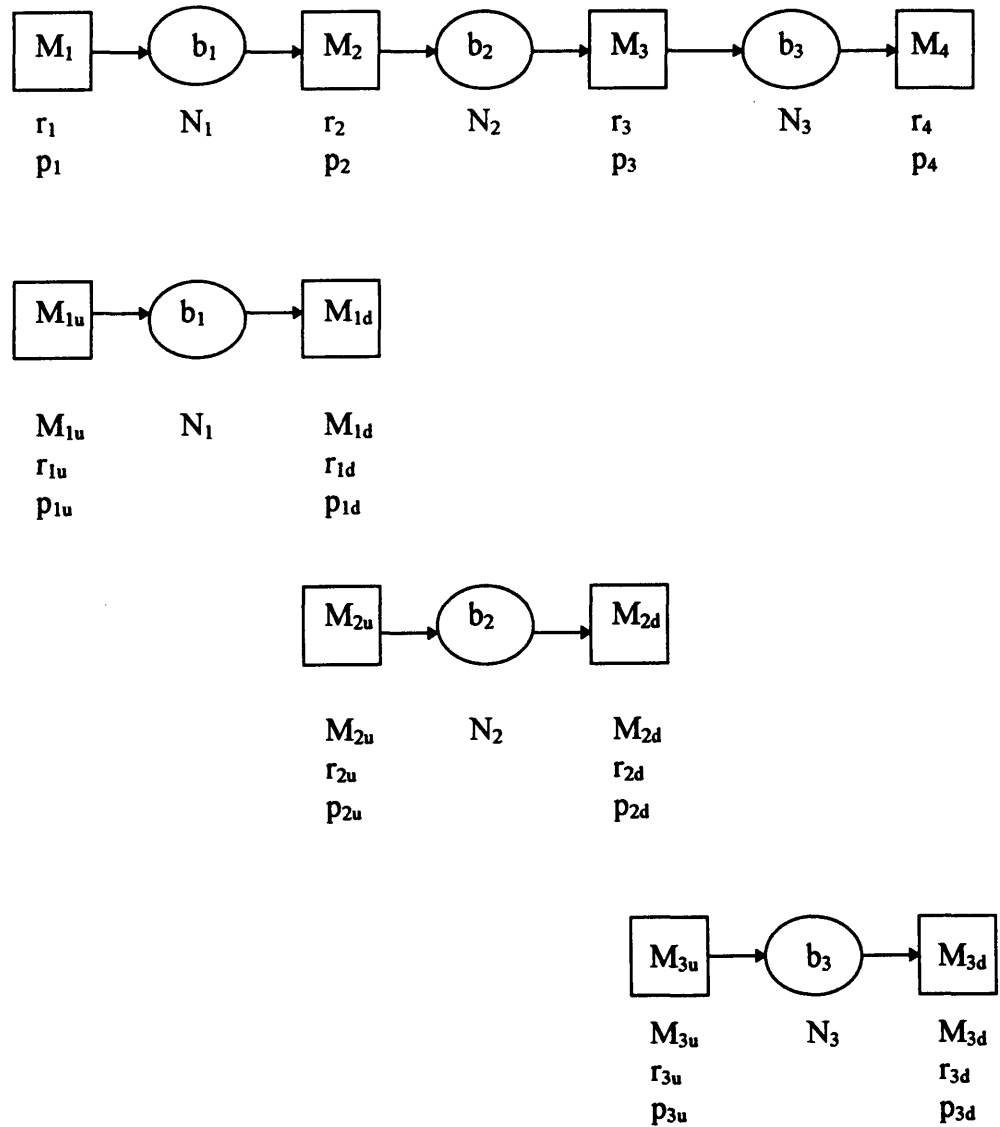 M₁ b₁ M₂ b₂ M₃ b₃ M₄
r₁ N₁ r₂ N₂ r₃ N₃ r₄
p₁ p₂ p₃ p₄
M₁ᵤ b₁ M₁d
M₁ᵤ N₁ M₁d
r₁ᵤ r₁d
p₁ᵤ p₁d
M₂ᵤ b₂ M₂d
M₂ᵤ N₂ M₂d
r₂ᵤ r₂d
p₂ᵤ p₂d
M₃ᵤ b₃ M₃d
M₃ᵤ N₃ M₃d
r₃ᵤ r₃d
p₃ᵤ p₃d